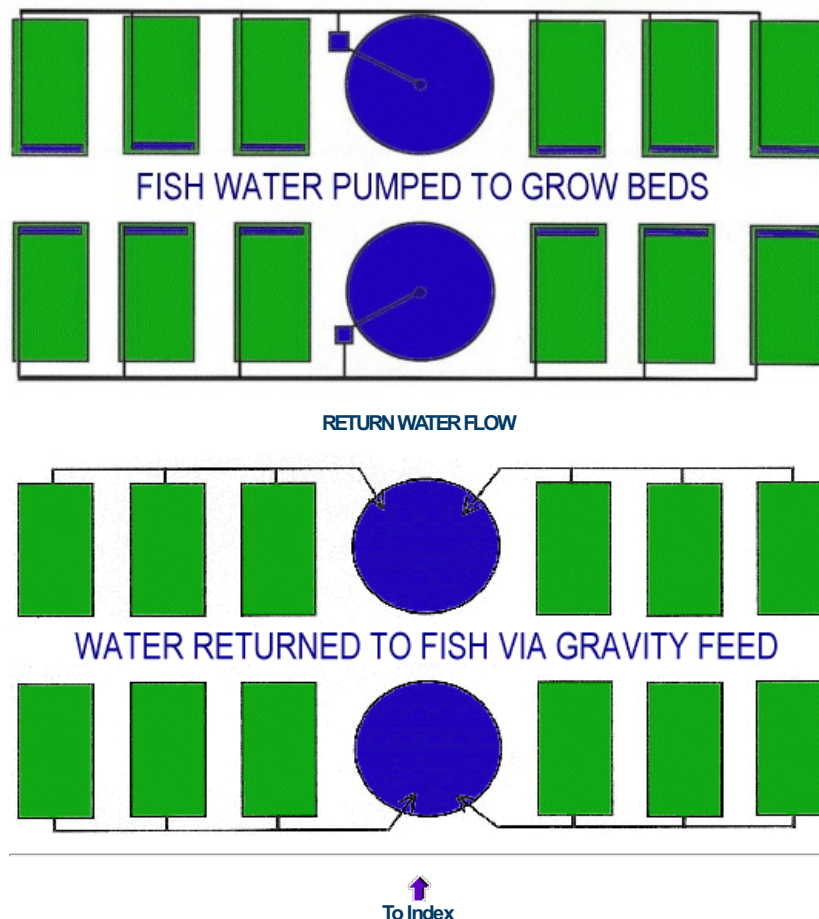 FISH WATER PUMPED TO GROW BEDS
RETURN WATER FLOW
WATER RETURNED TO FISH VIA GRAVITY FEED
To Index